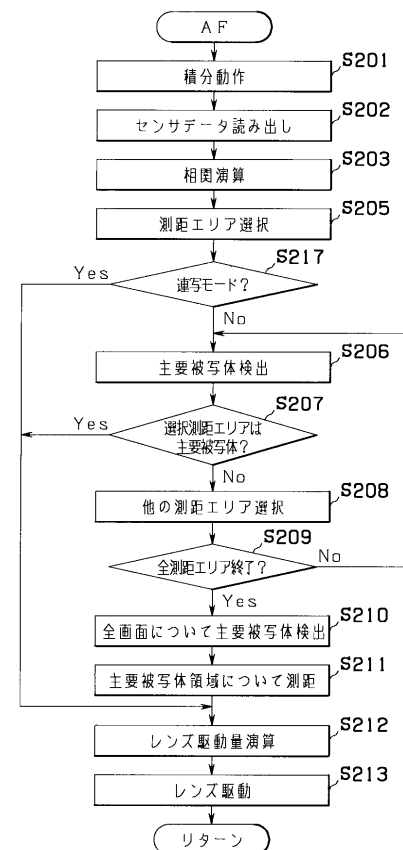 AF
S201
積分動作
S202
センサデータ読み出し
S203
相関演算
S205
測距エリア選択
S217
Yes
連写モード?
No
S206
主要被写体検出
S207
Yes
選択測距エリアは
主要被写体?
No
S208
他の測距エリア選択
S209
全測距エリア終了?
No
Yes
S210
全画面について主要被写体検出
S211
主要被写体領域について測距
S212
レンズ駆動量演算
S213
レンズ駆動
リターン